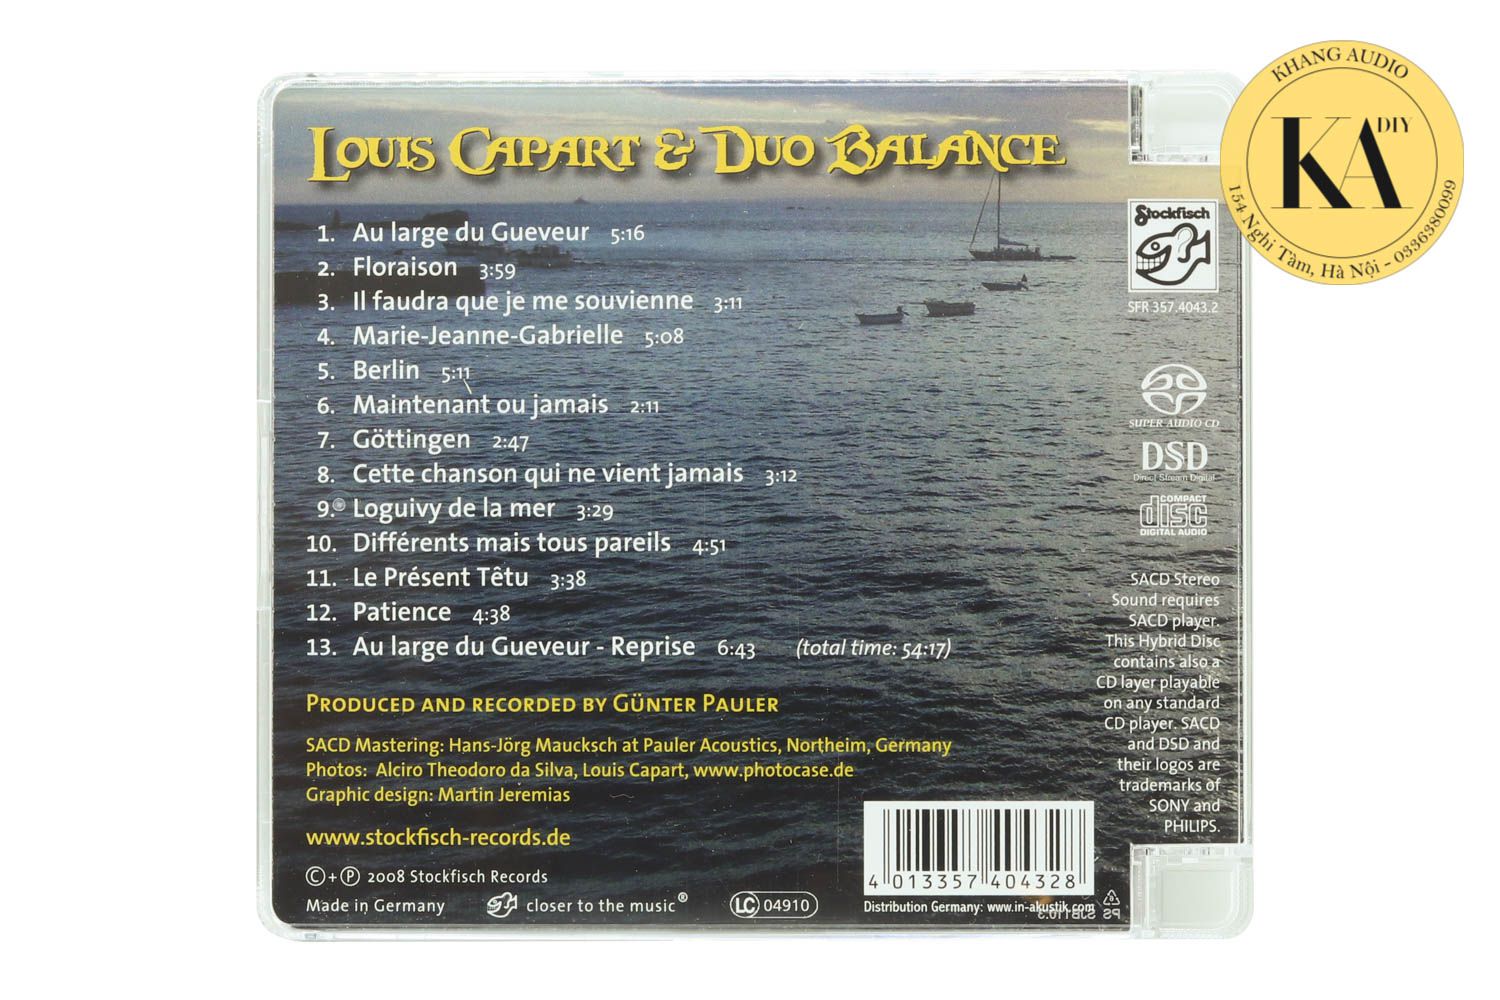 KHANG AUDIO
KA DIY
154 Nghi Tàm, Hà Nội - 0336380099
Louis Capart & Duo Balance
1. Au large du Gueveur 5:16
2. Floraison 3:59
3. Il faudra que je me souvienne 3:11
4. Marie-Jeanne-Gabrielle 5:08
5. Berlin 5:11
6. Maintenant ou jamais 2:11
7. Göttingen 2:47
8. Cette chanson qui ne vient jamais 3:12
9. Loguivy de la mer 3:29
10. Différents mais tous pareils 4:51
11. Le Présent Têtu 3:38
12. Patience 4:38
13. Au large du Gueveur - Reprise 6:43 (total time: 54:17)
Produced and recorded by Günter Pauler
SACD Mastering: Hans-Jörg Maucksch at Pauler Acoustics, Northeim, Germany
Photos: Alciro Theodoro da Silva, Louis Capart, www.photocase.de
Graphic design: Martin Jeremias
www.stockfisch-records.de
©+℗ 2008 Stockfisch Records
Made in Germany closer to the music® LC 04910
Stockfisch
SFR 357.4043.2
SUPER AUDIO CD
DSD
Direct Stream Digital
COMPACT
disc
DIGITAL AUDIO
SACD Stereo
Sound requires
SACD player.
This Hybrid Disc
contains also a
CD layer playable
on any standard
CD player. SACD
and DSD and
their logos are
trademarks of
SONY and
PHILIPS.
4 013357 404328
Distribution Germany: www.in-akustik.com
PS